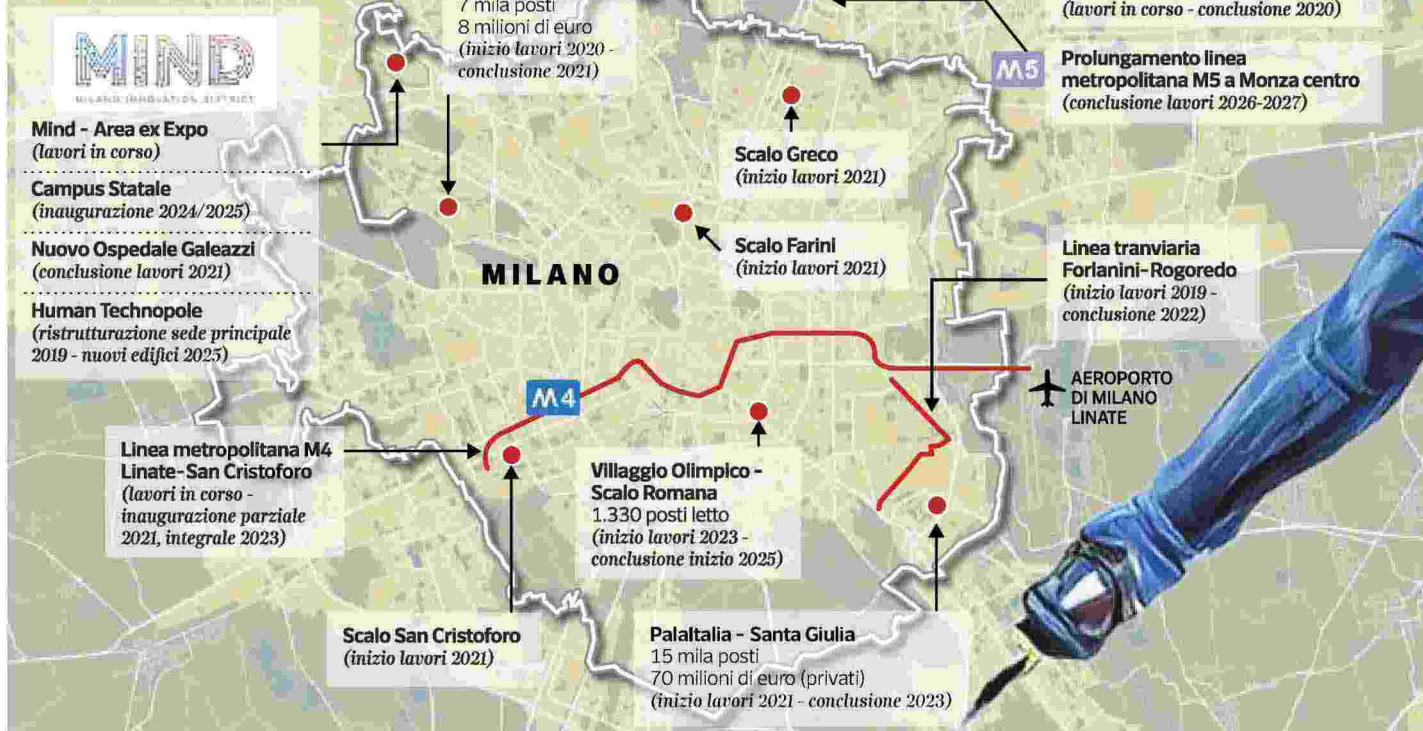 7 mila posti
8 milioni di euro
(inizio lavori 2020 -
conclusione 2021)
(lavori in corso - conclusione 2020)
M5
Prolungamento linea
metropolitana M5 a Monza centro
(conclusione lavori 2026-2027)
MIND
MILANO INNOVATION DISTRICT
Mind - Area ex Expo
(lavori in corso)
Campus Statale
(inaugurazione 2024/2025)
Nuovo Ospedale Galeazzi
(conclusione lavori 2021)
Human Technopole
(ristrutturazione sede principale
2019 - nuovi edifici 2025)
Scalo Greco
(inizio lavori 2021)
Scalo Farini
(inizio lavori 2021)
MILANO
Linea tranviaria
Forlanini-Rogoredo
(inizio lavori 2019 -
conclusione 2022)
AEROPORTO
DI MILANO
LINATE
M4
Linea metropolitana M4
Linate-San Cristoforo
(lavori in corso -
inaugurazione parziale
2021, integrale 2023)
Villaggio Olimpico -
Scalo Romana
1.330 posti letto
(inizio lavori 2023 -
conclusione inizio 2025)
Scalo San Cristoforo
(inizio lavori 2021)
PalaItalia - Santa Giulia
15 mila posti
70 milioni di euro (privati)
(inizio lavori 2021 - conclusione 2023)